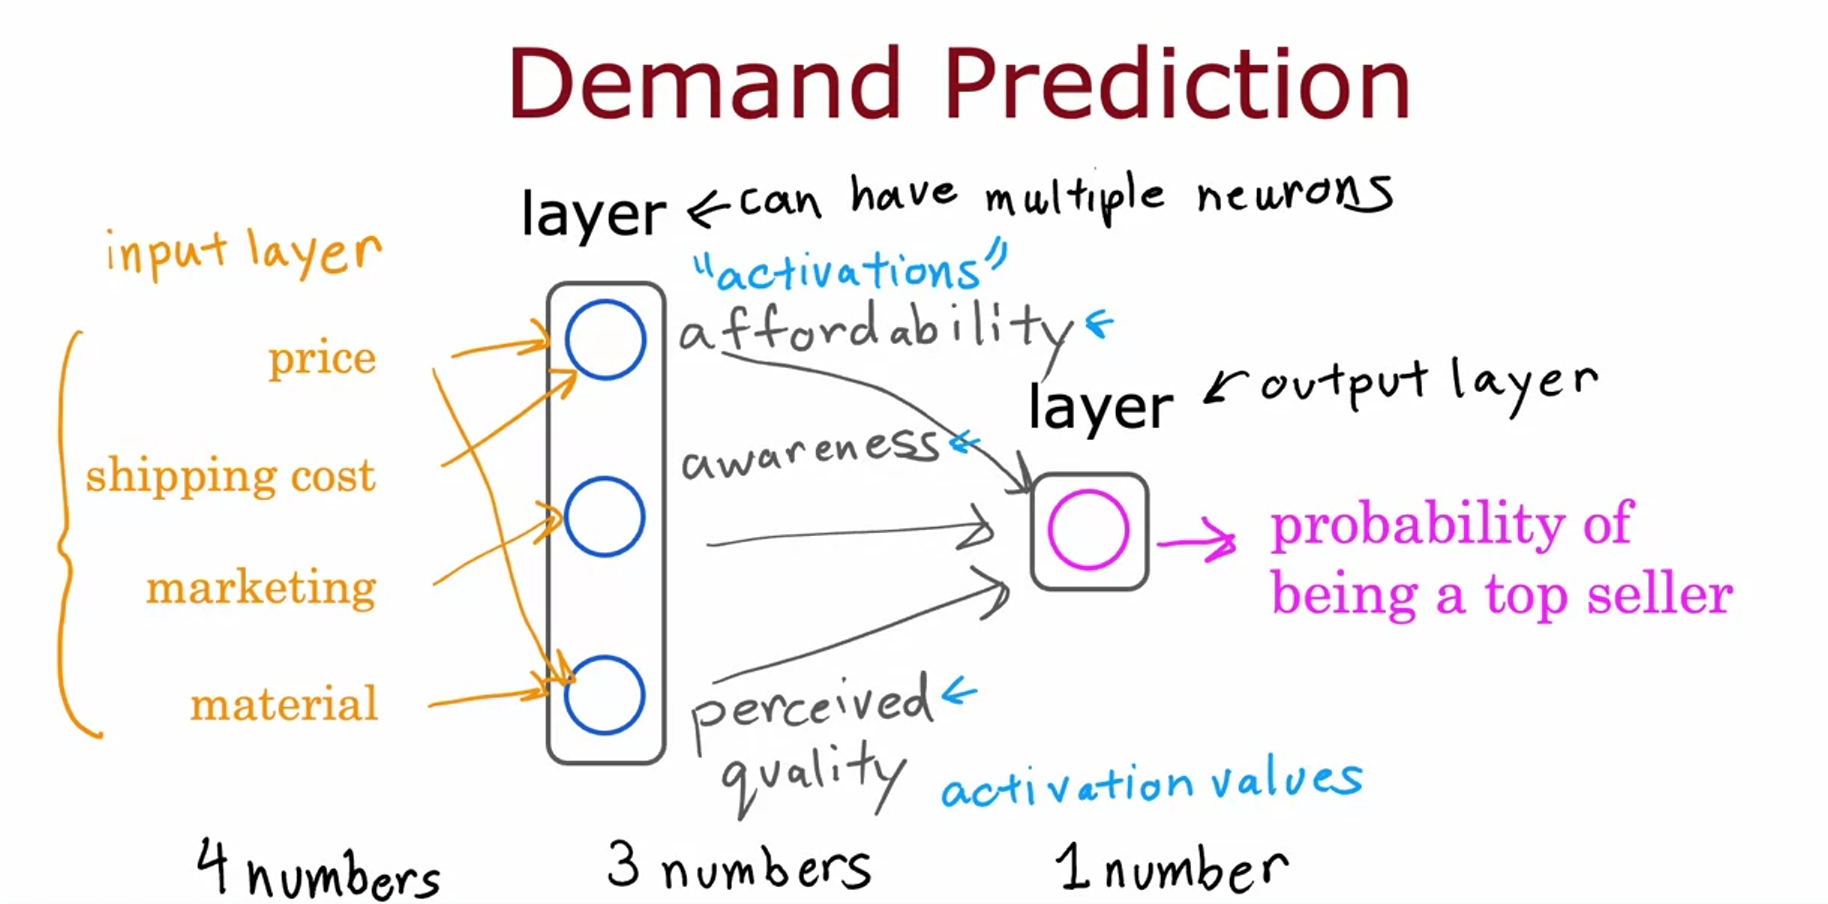 Demand Prediction
layer ← can have multiple neurons
input layer
"activations"
affordability ←
price
layer ← output layer
awareness ←
shipping cost
probability of
being a top seller
marketing
material
perceived ←
quality
activation values
4 numbers
3 numbers
1 number